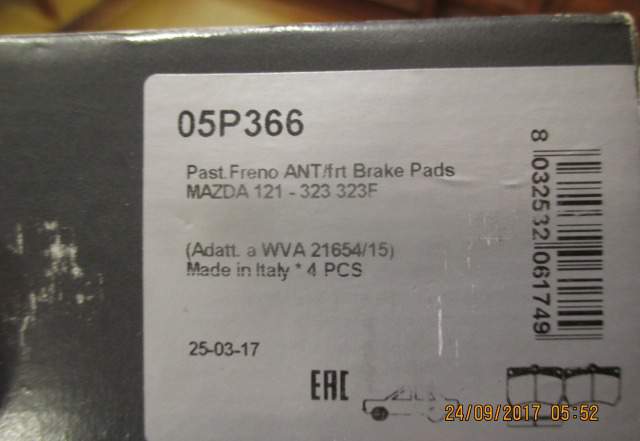 05P366
Past.Freno ANT/frt Brake Pads
MAZDA 121 - 323 323F
(Adatt. a WVA 21654/15)
Made in Italy * 4 PCS
25-03-17
EAC
8 032532 061749
24/09/2017 05:52